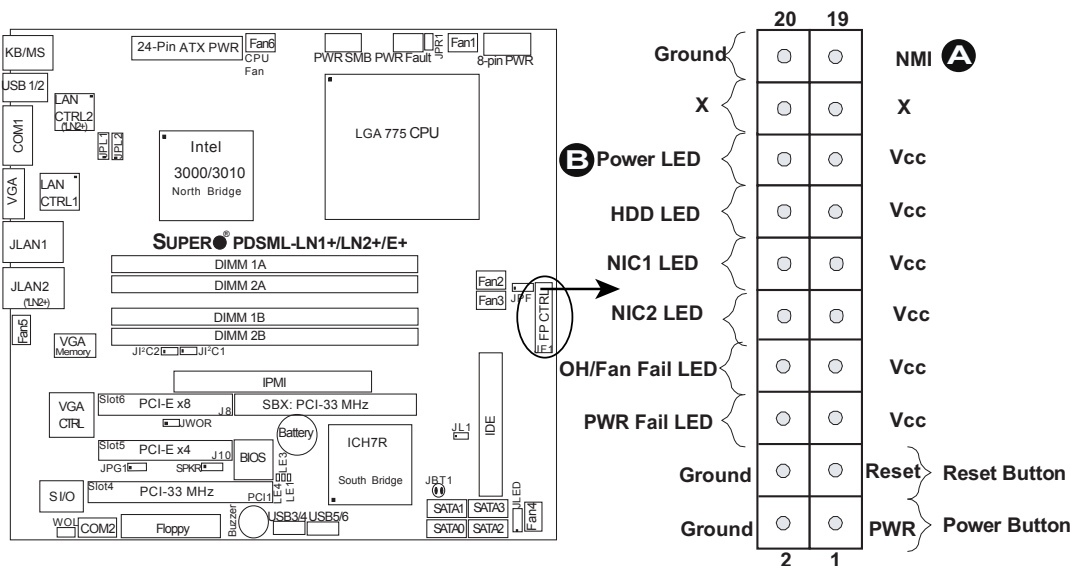 KB/MS
24-Pin ATX PWR
Fan6
CPU
Fan
PWR SMB
PWR Fault
JPR1
Fan1
8-pin PWR
USB 1/2
LAN
CTRL2
(*LN2+)
COM1
JPL1
JPL2
Intel
3000/3010
North Bridge
LGA 775 CPU
VGA
LAN
CTRL1
JLAN1
SUPER® PDSML-LN1+/LN2+/E+
DIMM 1A
DIMM 2A
DIMM 1B
DIMM 2B
JLAN2
(*LN2+)
Fan5
Fan2
Fan3
JPF
FP CTRL
JF1
VGA
Memory
JI²C2
JI²C1
IPMI
Slot6
PCI-E x8
J8
SBX: PCI-33 MHz
VGA
CTRL
JWOR
Battery
Slot5
PCI-E x4
J10
BIOS
JPG1
SPKR
LE3
ICH7R
South Bridge
JL1
IDE
S I/O
Slot4
PCI-33 MHz
PCI1
LE4
LE1
JBT1
WOL
COM2
Floppy
Buzzer
USB3/4
USB5/6
SATA1
SATA3
SATA0
SATA2
JLED
Fan4
20 19
Ground NMI A
X X
B Power LED Vcc
HDD LED Vcc
NIC1 LED Vcc
NIC2 LED Vcc
OH/Fan Fail LED Vcc
PWR Fail LED Vcc
Ground Reset Reset Button
Ground PWR Power Button
2 1